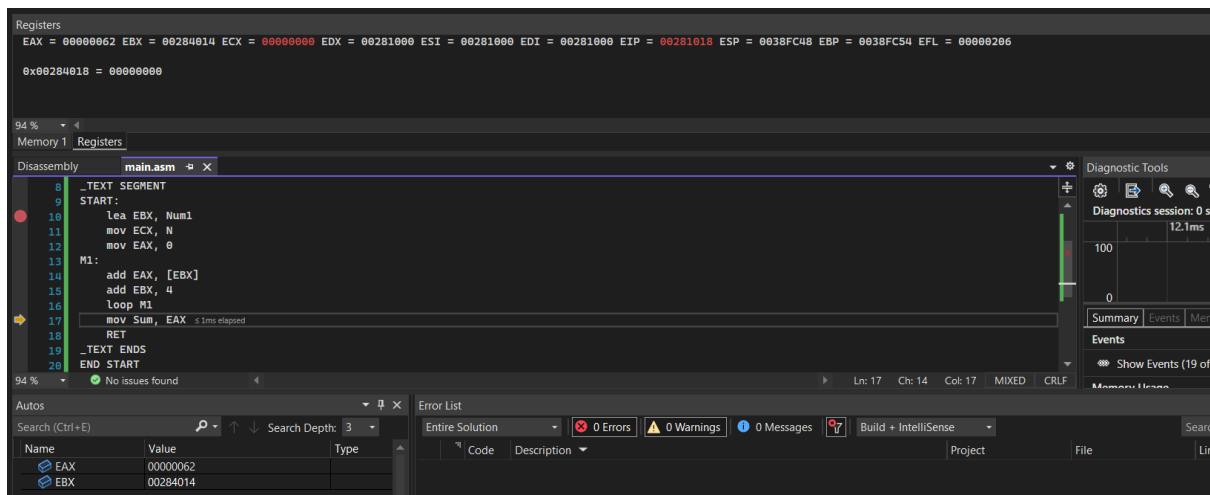 Registers
EAX = 00000062 EBX = 00284014 ECX = 00000000 EDX = 00281000 ESI = 00281000 EDI = 00281000 EIP = 00281018 ESP = 0038FC48 EBP = 0038FC54 EFL = 00000206
0x00284018 = 00000000
94 %
Memory 1 Registers
Disassembly main.asm
8 _TEXT SEGMENT
9 START:
10 lea EBX, Num1
11 mov ECX, N
12 mov EAX, 0
13 M1:
14 add EAX, [EBX]
15 add EBX, 4
16 loop M1
17 mov Sum, EAX ≤ 1ms elapsed
18 RET
19 _TEXT ENDS
20 END START
94 % No issues found Ln: 17 Ch: 14 Col: 17 MIXED CRLF
Diagnostic Tools
Diagnostics session: 0 s
12.1ms
100
0
Summary Events Mem
Events
Show Events (19 of
Memory Usage
Autos
Search (Ctrl+E) Search Depth: 3
Name Value Type
EAX 00000062
EBX 00284014
Error List
Entire Solution 0 Errors 0 Warnings 0 Messages Build + IntelliSense Searc
Code Description Project File Lin